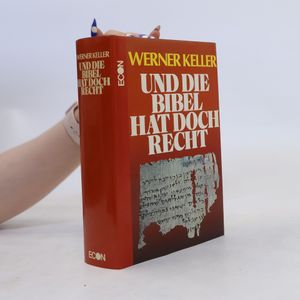 WERNER KELLER
UND DIE
BIBEL
HAT DOCH
RECHT
ECON
WERNER KELLER
UND DIE
BIBEL
HAT DOCH
RECHT
ECON